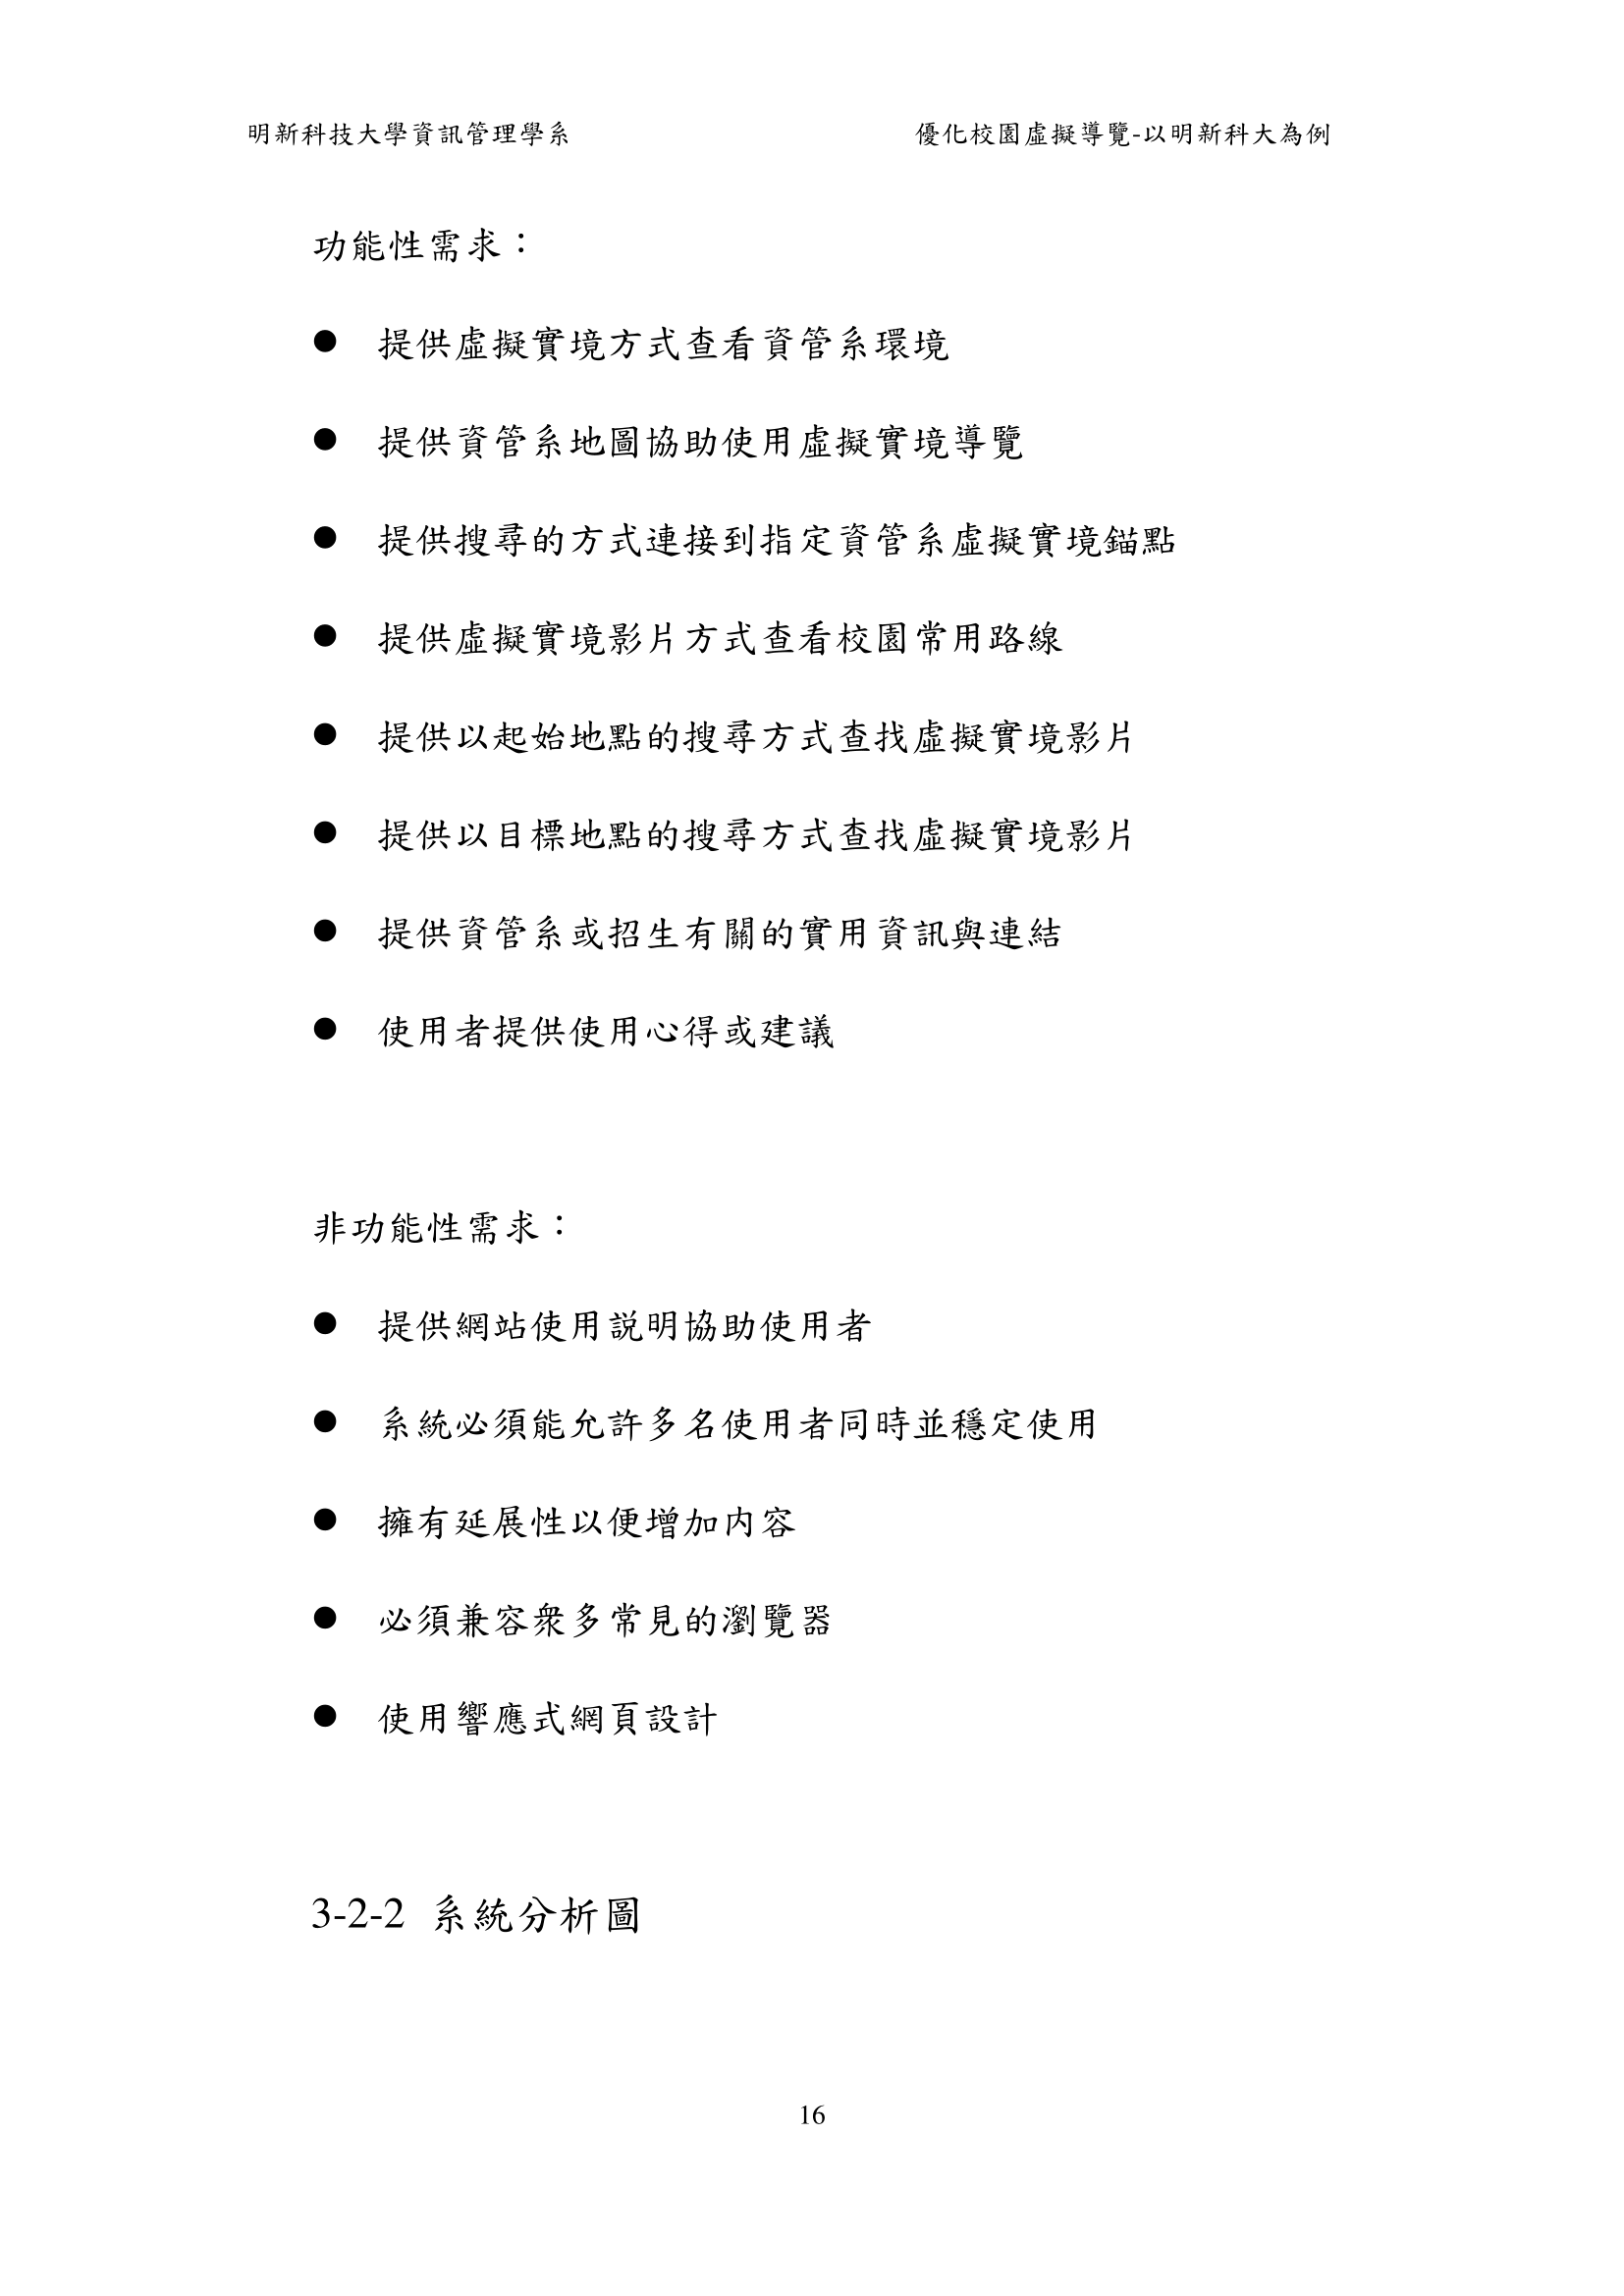 明新科技大學資訊管理學系 優化校園虛擬導覽-以明新科大為例
功能性需求：
● 提供虛擬實境方式查看資管系環境
● 提供資管系地圖協助使用虛擬實境導覽
● 提供搜尋的方式連接到指定資管系虛擬實境錨點
● 提供虛擬實境影片方式查看校園常用路線
● 提供以起始地點的搜尋方式查找虛擬實境影片
● 提供以目標地點的搜尋方式查找虛擬實境影片
● 提供資管系或招生有關的實用資訊與連結
● 使用者提供使用心得或建議
非功能性需求：
● 提供網站使用說明協助使用者
● 系統必須能允許多名使用者同時並穩定使用
● 擁有延展性以便增加內容
● 必須兼容眾多常見的瀏覽器
● 使用響應式網頁設計
3-2-2 系統分析圖
16